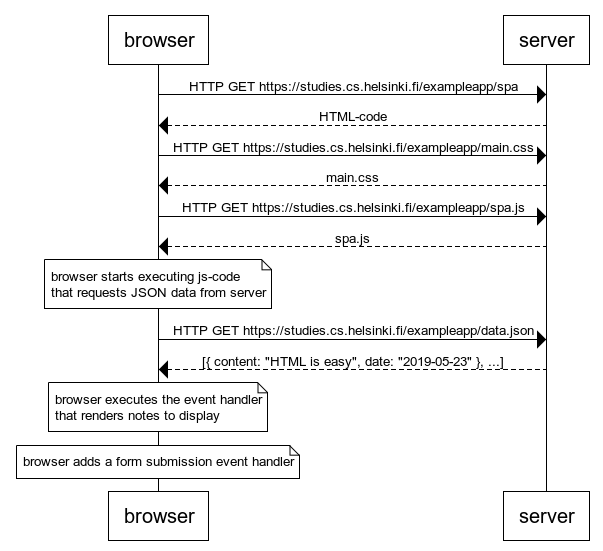 browser
server
HTTP GET https://studies.cs.helsinki.fi/exampleapp/spa
HTML-code
HTTP GET https://studies.cs.helsinki.fi/exampleapp/main.css
main.css
HTTP GET https://studies.cs.helsinki.fi/exampleapp/spa.js
spa.js
browser starts executing js-code
that requests JSON data from server
HTTP GET https://studies.cs.helsinki.fi/exampleapp/data.json
[{ content: "HTML is easy", date: "2019-05-23" }, ...]
browser executes the event handler
that renders notes to display
browser adds a form submission event handler
browser
server